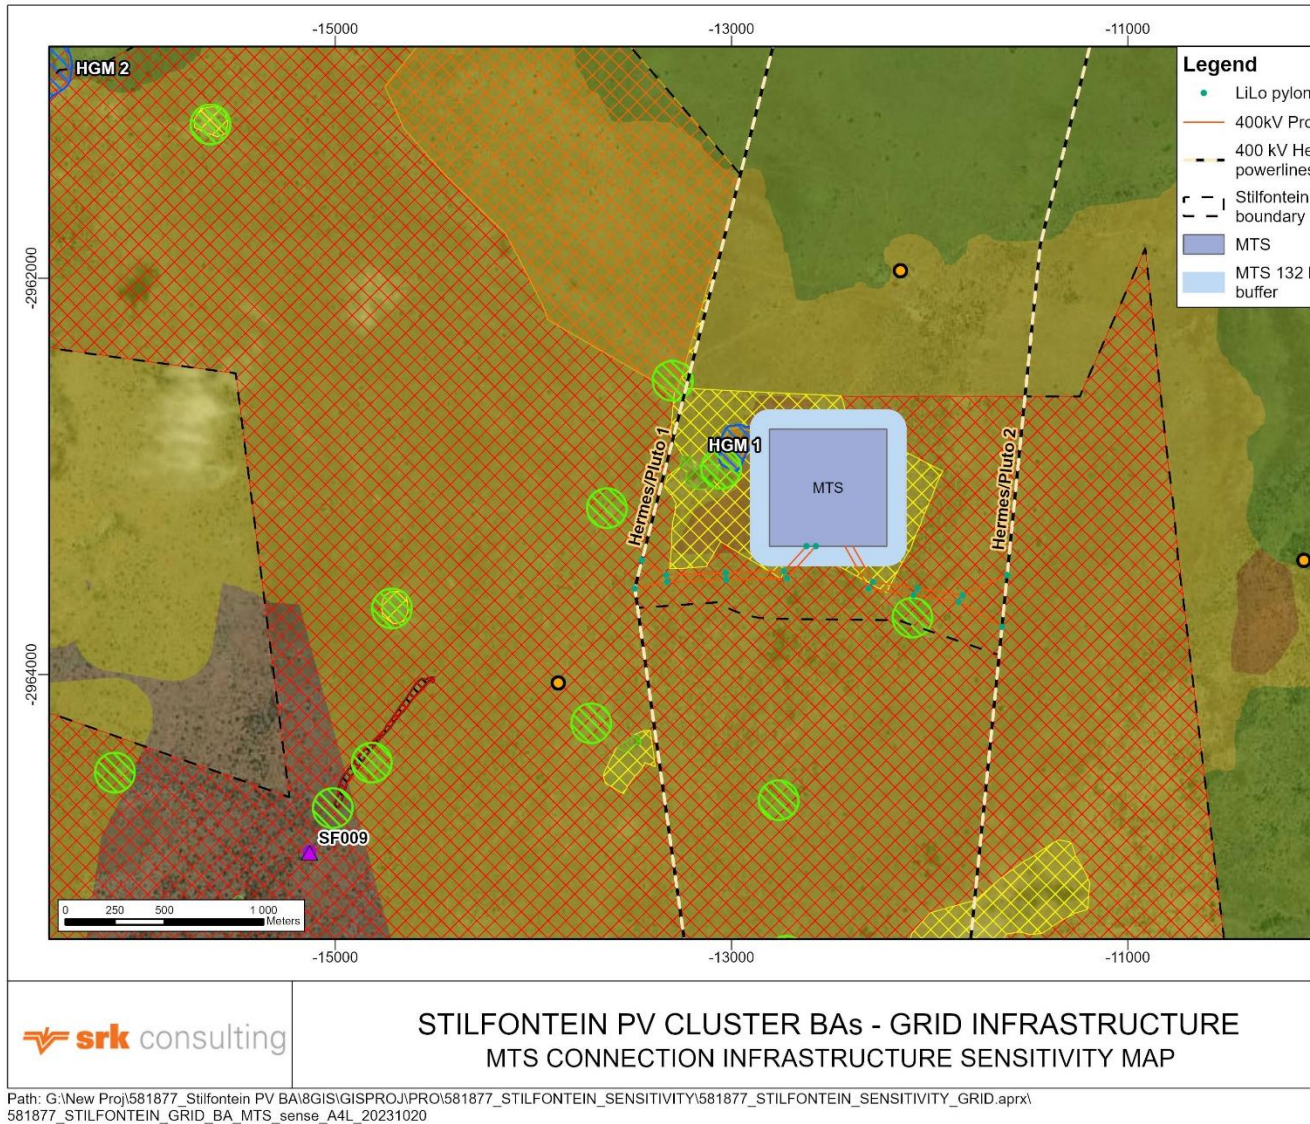 -15000
-13000
-11000
HGM 2
Legend
LiLo pylon
400kV Pro
400 kV He
powerlines
Stilfontein
boundary
MTS
MTS 132
buffer
-2962000
-2962000
HGM 1
MTS
Hermes/Pluto 1
Hermes/Pluto 2
-2964000
SF009
0 250 500 1 000
Meters
-15000
-13000
-11000
srk consulting
STILFONTEIN PV CLUSTER BAs - GRID INFRASTRUCTURE
MTS CONNECTION INFRASTRUCTURE SENSITIVITY MAP
Path: G:\New Proj\581877_Stilfontein PV BA\8GIS\GISPROJ\PRO\581877_STILFONTEIN_SENSITIVITY\581877_STILFONTEIN_SENSITIVITY_GRID.aprx\
581877_STILFONTEIN_GRID_BA_MTS_sense_A4L_20231020